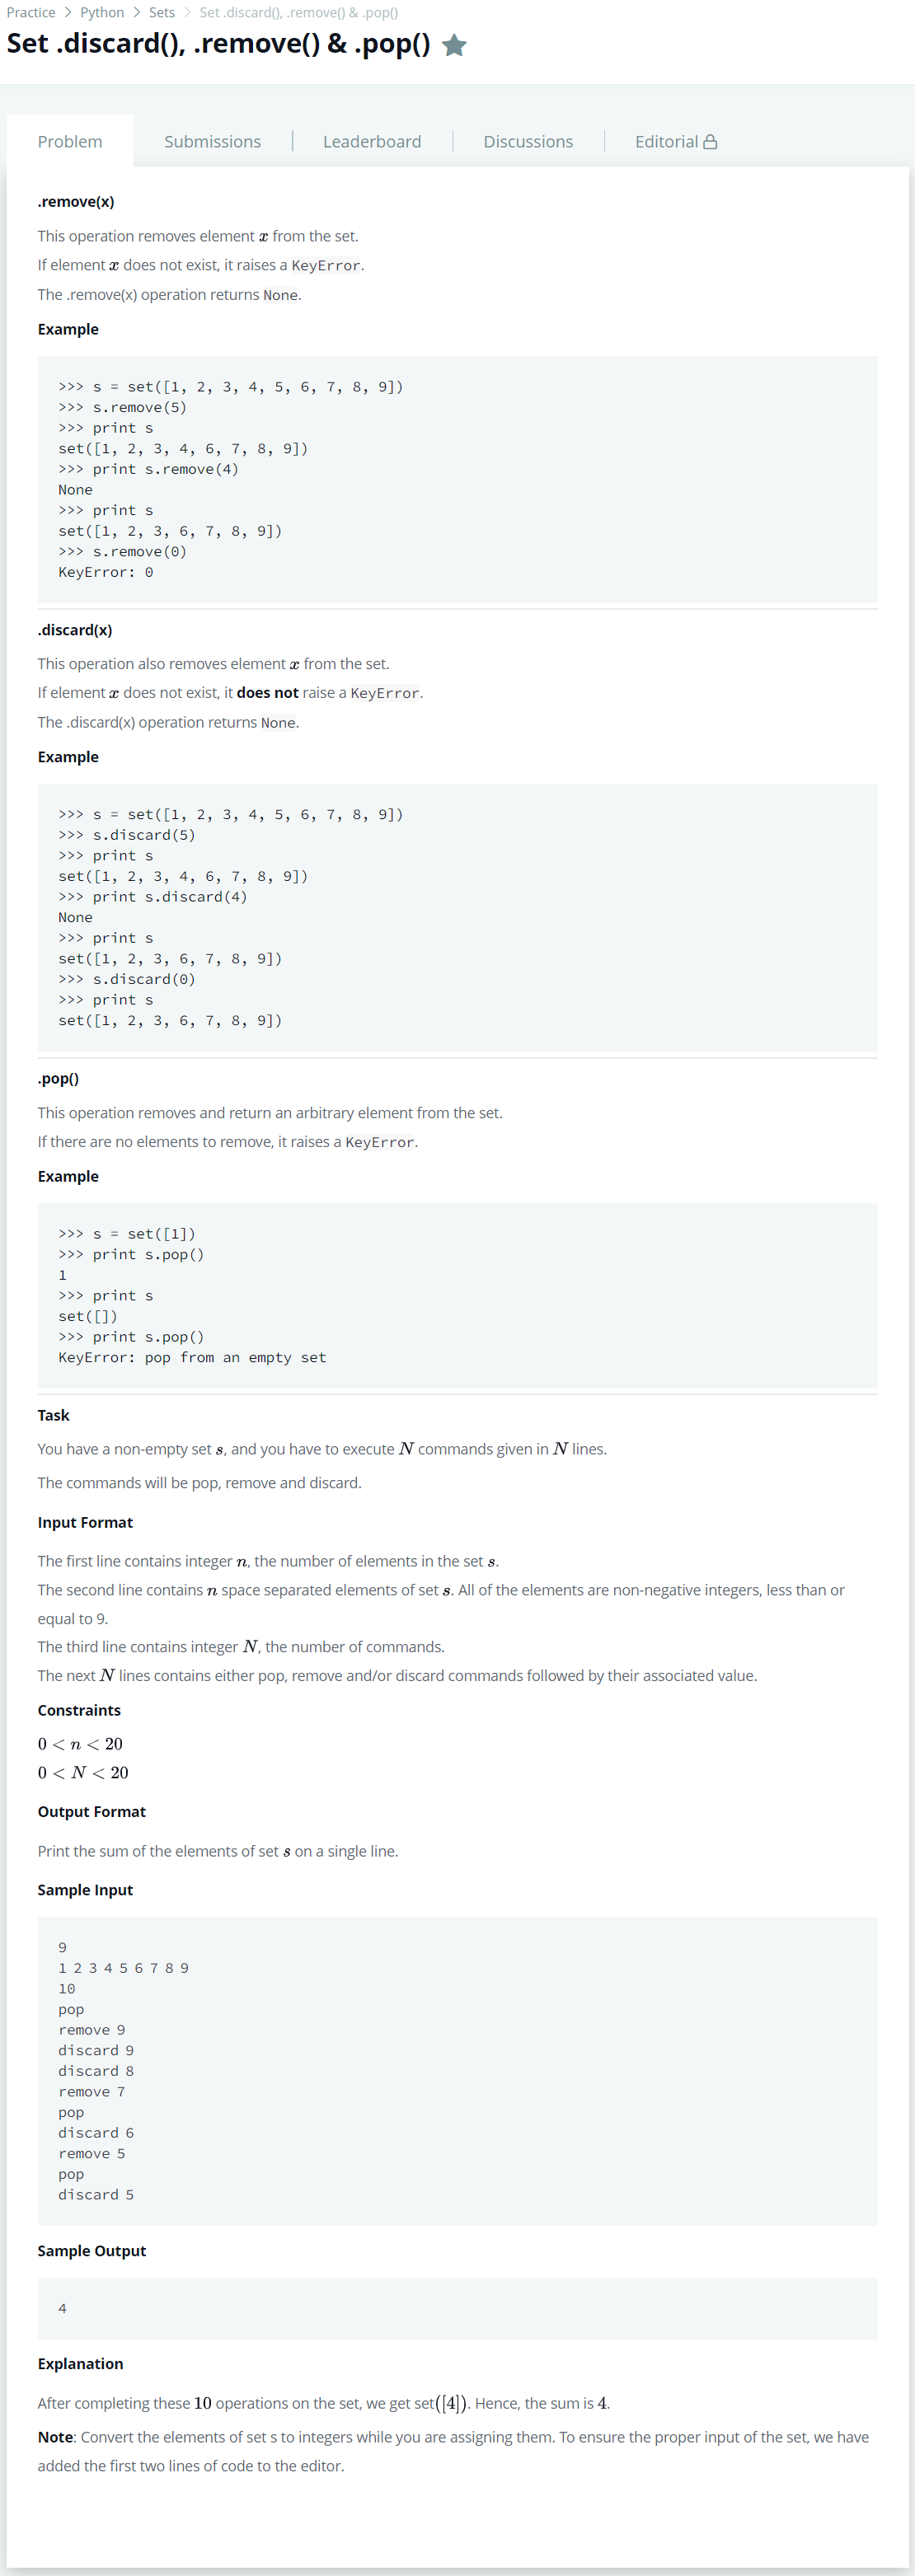 Practice > Python > Sets > Set .discard(), .remove() & .pop()
Set .discard(), .remove() & .pop()
Problem Submissions | Leaderboard | Discussions | Editorial
.remove(x)
This operation removes element x from the set.
If element x does not exist, it raises a KeyError.
The .remove(x) operation returns None.
Example
>>> s = set([1, 2, 3, 4, 5, 6, 7, 8, 9])
>>> s.remove(5)
>>> print s
set([1, 2, 3, 4, 6, 7, 8, 9])
>>> print s.remove(4)
None
>>> print s
set([1, 2, 3, 6, 7, 8, 9])
>>> s.remove(0)
KeyError: 0
.discard(x)
This operation also removes element x from the set.
If element x does not exist, it does not raise a KeyError.
The .discard(x) operation returns None.
Example
>>> s = set([1, 2, 3, 4, 5, 6, 7, 8, 9])
>>> s.discard(5)
>>> print s
set([1, 2, 3, 4, 6, 7, 8, 9])
>>> print s.discard(4)
None
>>> print s
set([1, 2, 3, 6, 7, 8, 9])
>>> s.discard(0)
>>> print s
set([1, 2, 3, 6, 7, 8, 9])
.pop()
This operation removes and return an arbitrary element from the set.
If there are no elements to remove, it raises a KeyError.
Example
>>> s = set([1])
>>> print s.pop()
1
>>> print s
set([])
>>> print s.pop()
KeyError: pop from an empty set
Task
You have a non-empty set s, and you have to execute N commands given in N lines.
The commands will be pop, remove and discard.
Input Format
The first line contains integer n, the number of elements in the set s.
The second line contains n space separated elements of set s. All of the elements are non-negative integers, less than or
equal to 9.
The third line contains integer N, the number of commands.
The next N lines contains either pop, remove and/or discard commands followed by their associated value.
Constraints
0 < n < 20
0 < N < 20
Output Format
Print the sum of the elements of set s on a single line.
Sample Input
9
1 2 3 4 5 6 7 8 9
10
pop
remove 9
discard 9
discard 8
remove 7
pop
discard 6
remove 5
pop
discard 5
Sample Output
4
Explanation
After completing these 10 operations on the set, we get set([4]). Hence, the sum is 4.
Note: Convert the elements of set s to integers while you are assigning them. To ensure the proper input of the set, we have
added the first two lines of code to the editor.